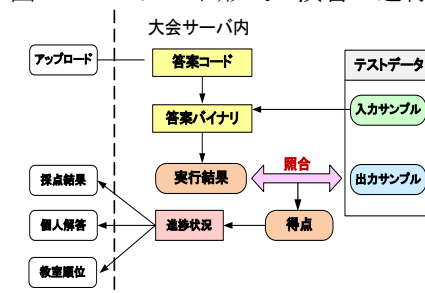 大会サーバ内
アップロード
答案コード
テストデータ
答案バイナリ
入力サンプル
照合
採点結果
実行結果
出力サンプル
個人解答
進捗状況
得点
教室順位